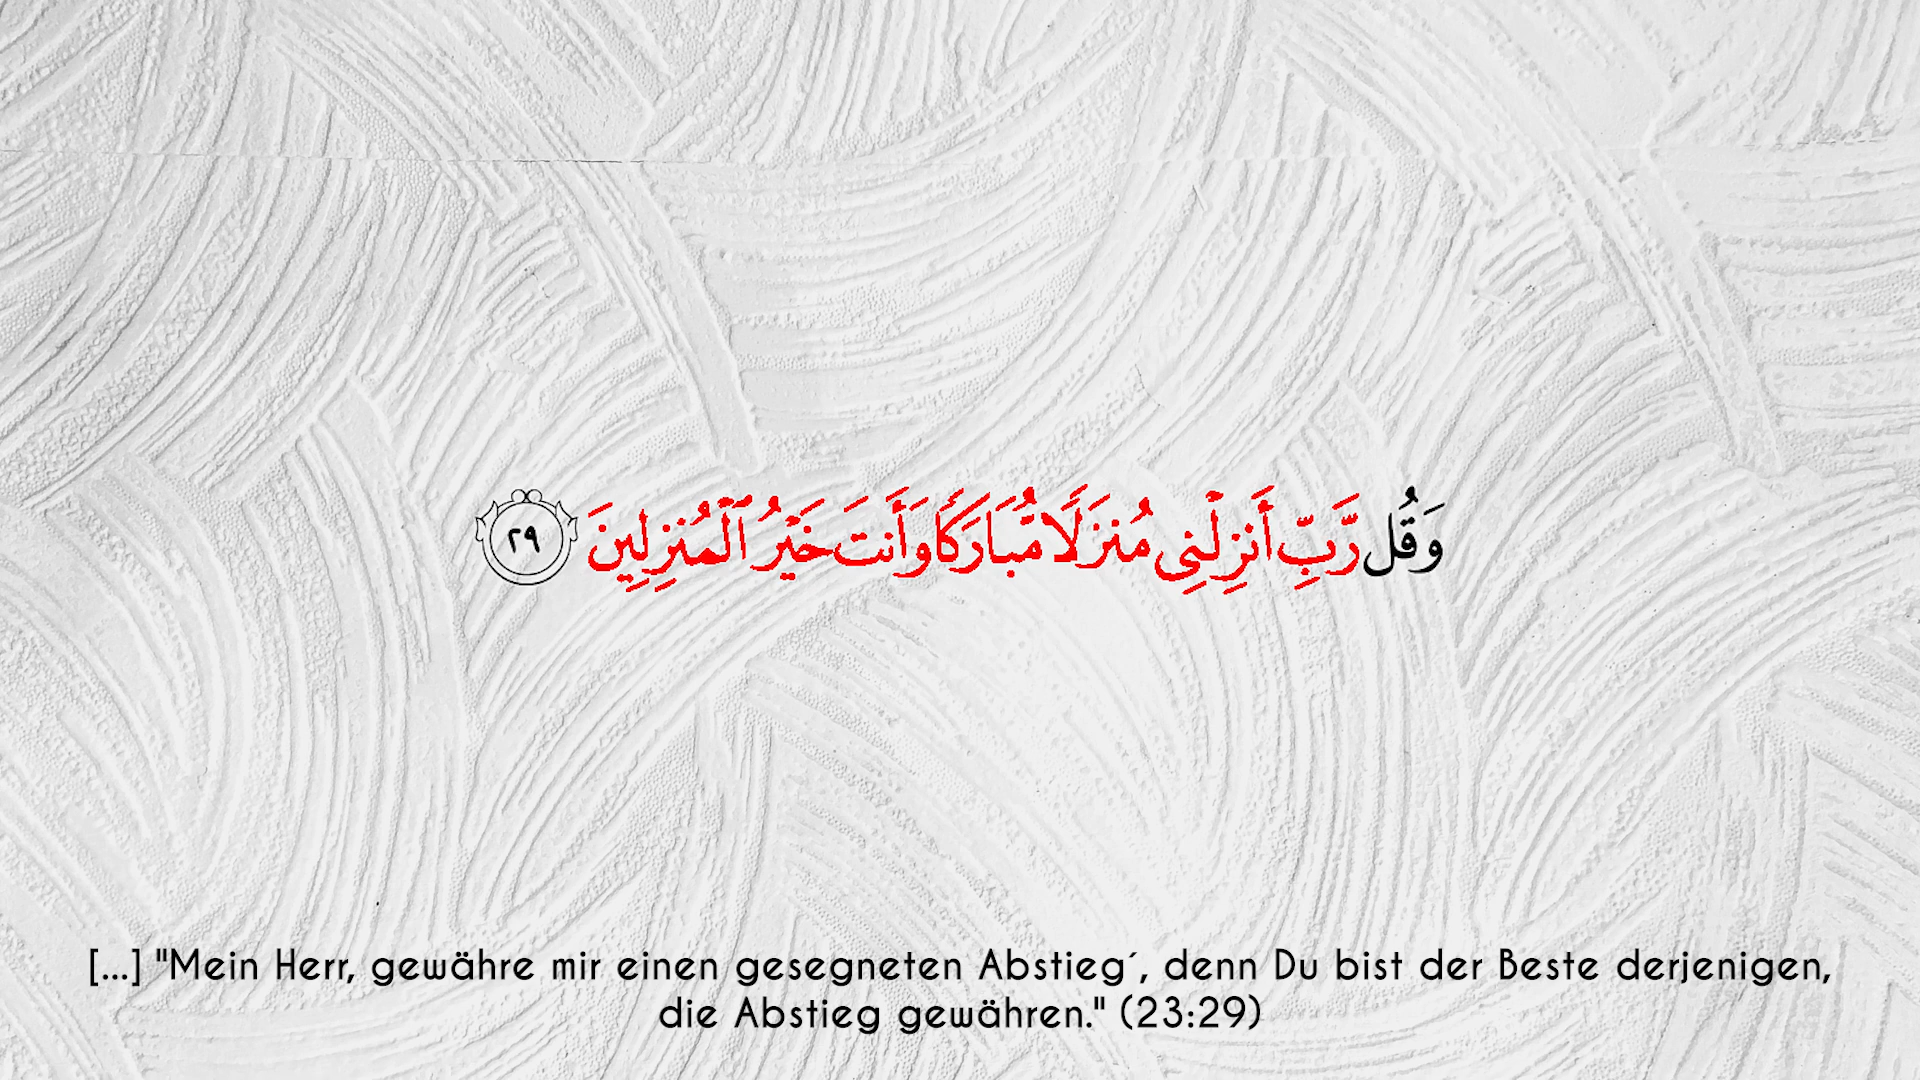 وَقُل رَّبِّ أَنزِلْنِى مُنزَلًا مُّبَارَكًا وَأَنتَ خَيْرُ ٱلْمُنزِلِينَ ٢٩
[...] "Mein Herr, gewähre mir einen gesegneten Abstieg´, denn Du bist der Beste derjenigen,
die Abstieg gewähren." (23:29)